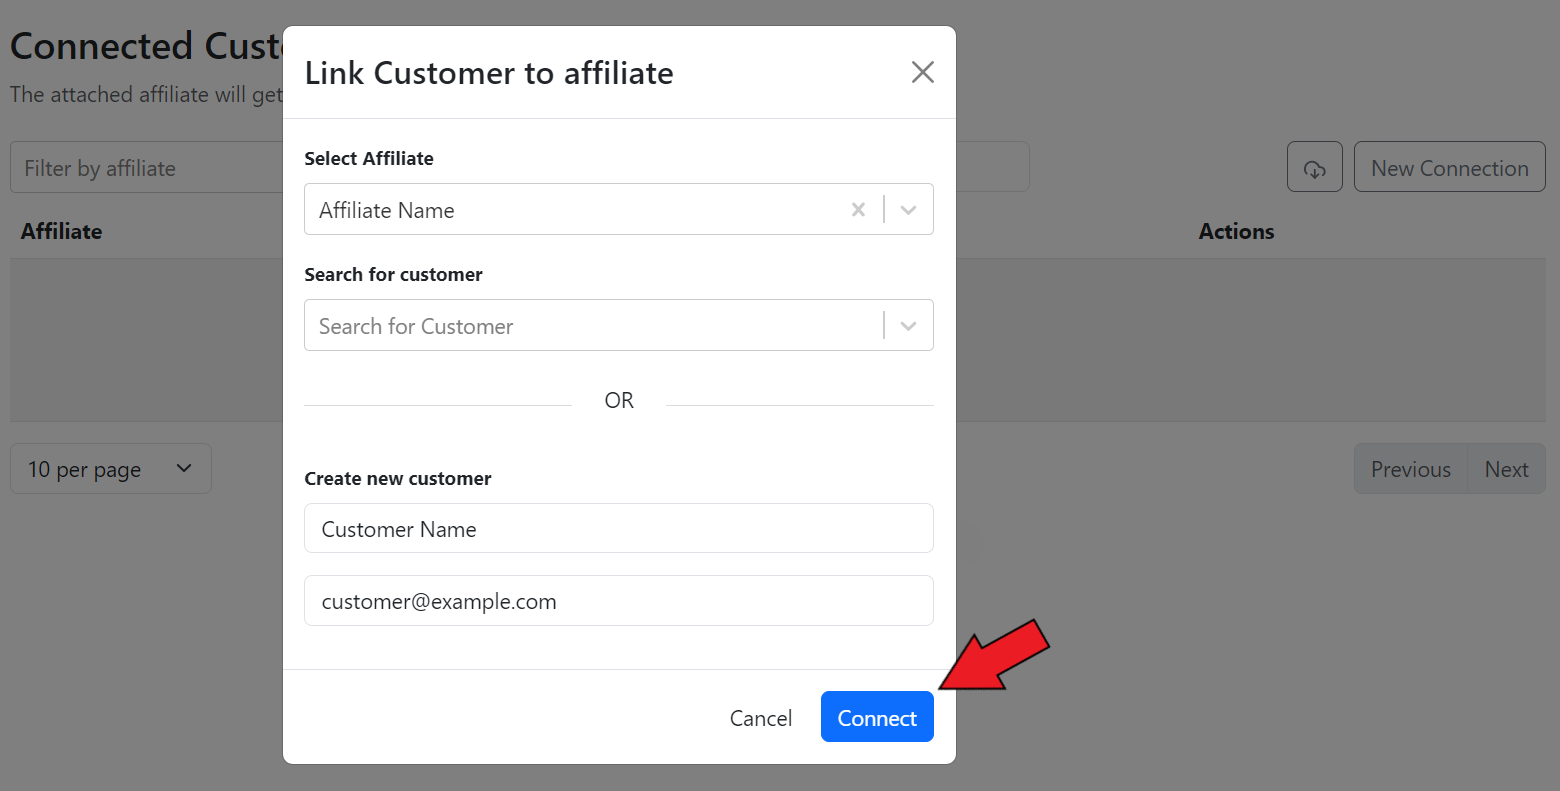 Connected Cust
The attached affiliate will get
Filter by affiliate
New Connection
Affiliate
Actions
10 per page
Previous
Next
Link Customer to affiliate
Select Affiliate
Affiliate Name
Search for customer
Search for Customer
OR
Create new customer
Customer Name
customer@example.com
Cancel
Connect